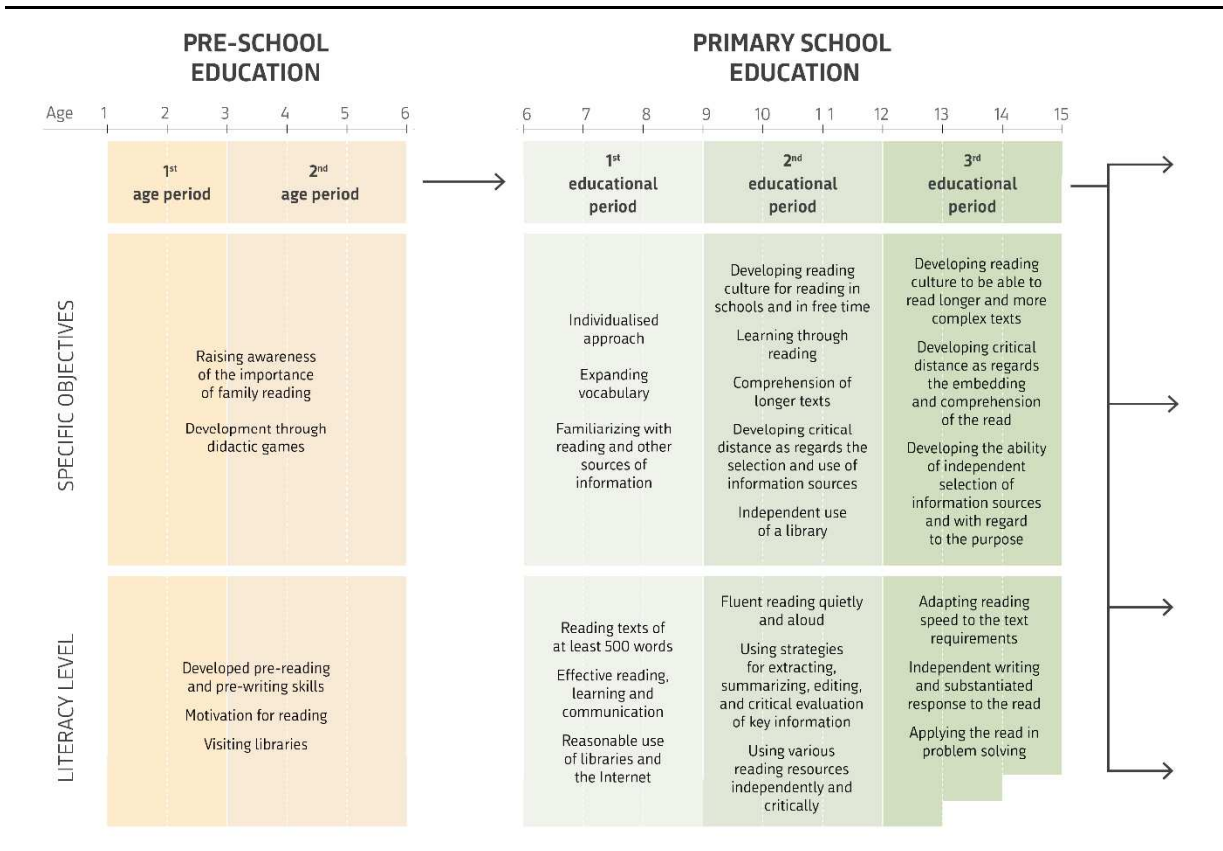 PRE-SCHOOL
EDUCATION
PRIMARY SCHOOL
EDUCATION
Age 1 2 3 4 5 6
6 7 8 9 10 11 12 13 14 15
1st
age period
2nd
age period
1st
educational
period
2nd
educational
period
3rd
educational
period
SPECIFIC OBJECTIVES
Raising awareness
of the importance
of family reading
Development through
didactic games
Individualised
approach
Expanding
vocabulary
Familiarizing with
reading and other
sources of
information
Developing reading
culture for reading in
schools and in free time
Learning through
reading
Comprehension of
longer texts
Developing critical
distance as regards the
selection and use of
information sources
Independent use
of a library
Developing reading
culture to be able to
read longer and more
complex texts
Developing critical
distance as regards
the embedding
and comprehension
of the read
Developing the ability
of independent
selection of
information sources
and with regard
to the purpose
LITERACY LEVEL
Developed pre-reading
and pre-writing skills
Motivation for reading
Visiting libraries
Reading texts of
at least 500 words
Effective reading,
learning and
communication
Reasonable use
of libraries and
the Internet
Fluent reading quietly
and aloud
Using strategies
for extracting,
summarizing, editing,
and critical evaluation
of key information
Using various
reading resources
independently and
critically
Adapting reading
speed to the text
requirements
Independent writing
and substantiated
response to the read
Applying the read in
problem solving